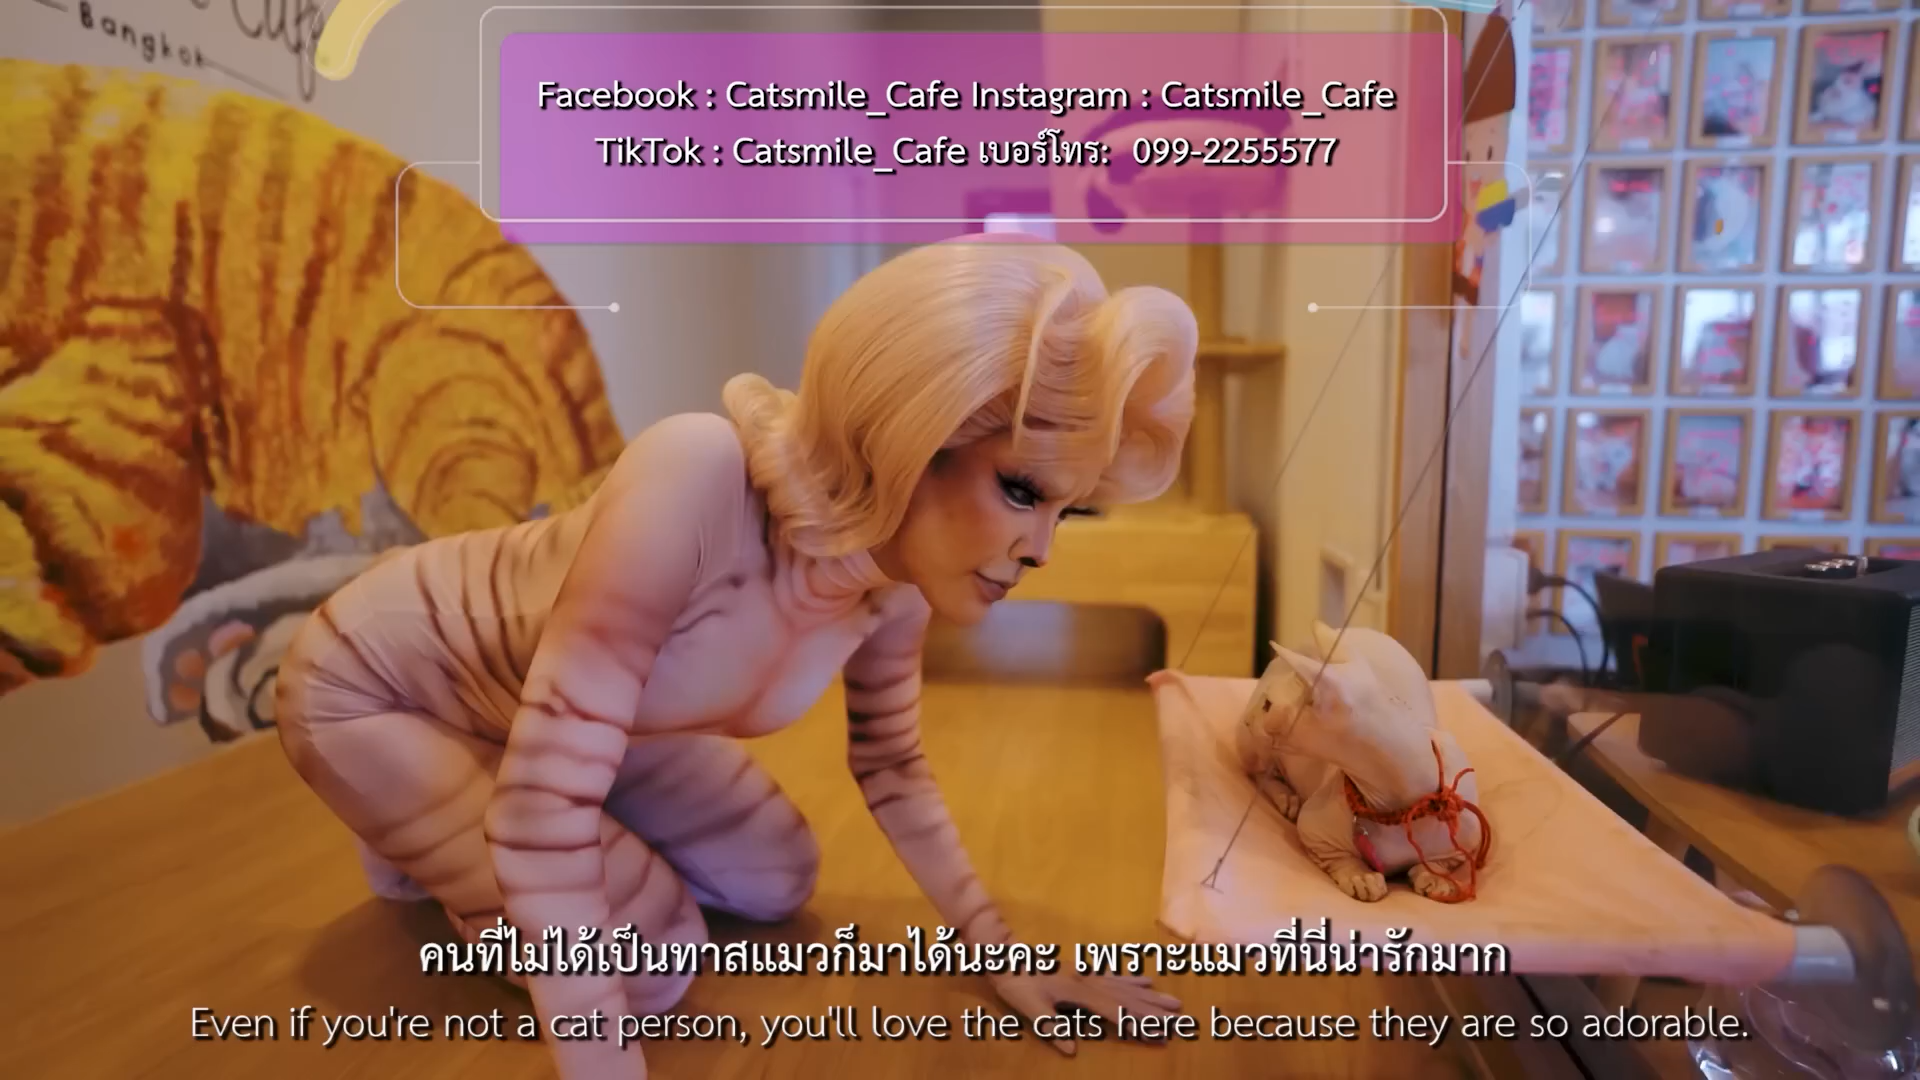 Cafe
Bangkok
Facebook : Catsmile_Cafe Instagram : Catsmile_Cafe
TikTok : Catsmile_Cafe เบอร์โทร: 099-2255577
คนที่ไม่ได้เป็นทาสแมวก็มาได้นะคะ เพราะแมวที่นี่น่ารักมาก
Even if you're not a cat person, you'll love the cats here because they are so adorable.